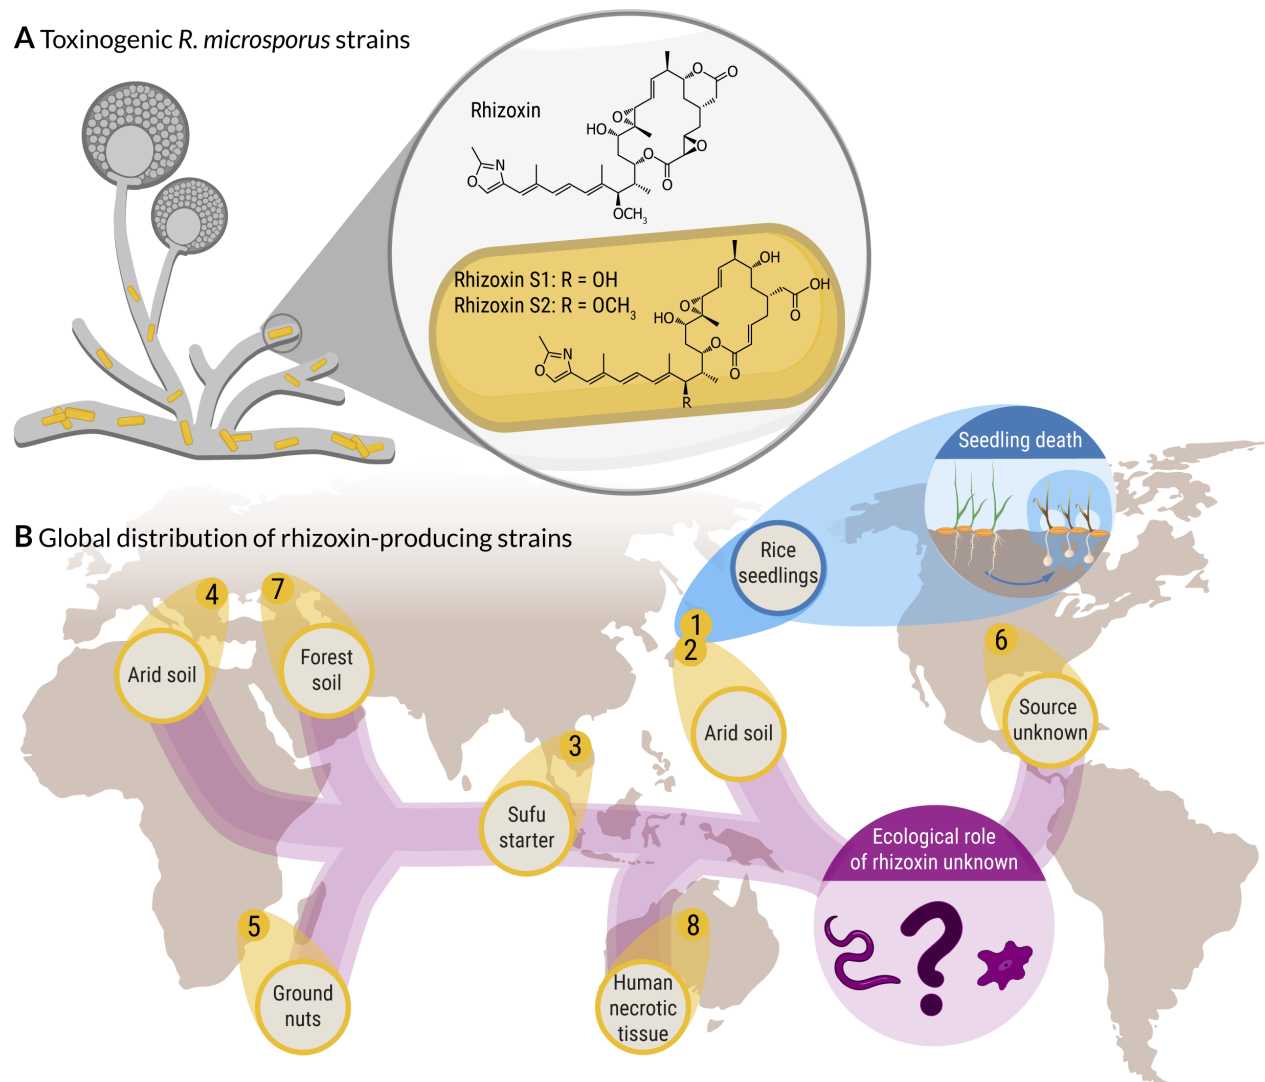 A Toxinogenic R. microsporus strains
Rhizoxin
O
O
O
HO
O
O
O
N
O
OCH3
Rhizoxin S1: R = OH
Rhizoxin S2: R = OCH3
OH
OH
O
O
HO
O
O
N
O
R
Seedling death
B Global distribution of rhizoxin-producing strains
Rice
seedlings
4
7
1
2
6
Arid soil
Forest
soil
Arid soil
Source
unknown
3
Sufu
starter
Ecological role
of rhizoxin unknown
?
5
8
Ground
nuts
Human
necrotic
tissue